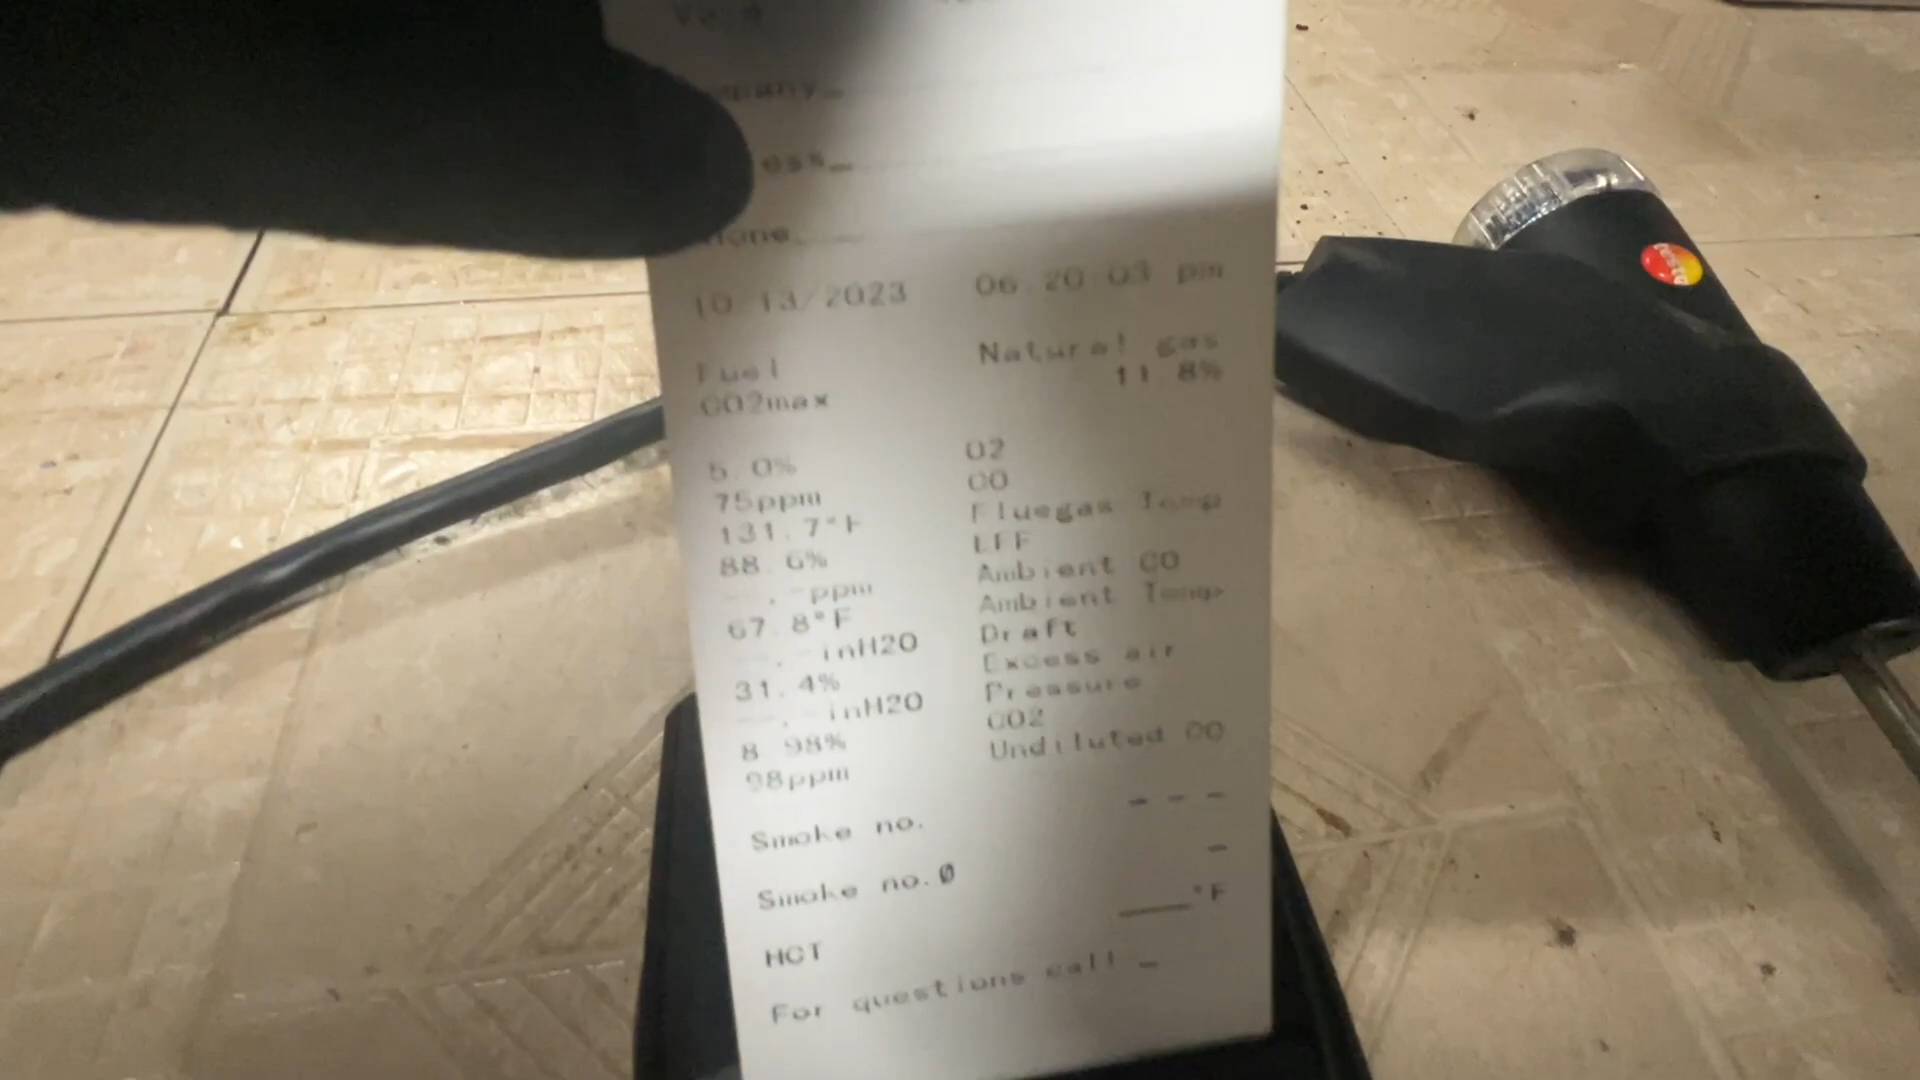 10/13/2023 06:20:03 pm
Fuel Natural gas
CO2max 11.8%
5.0% O2
75ppm CO
131.7°F Fluegas Temp
88.6% EFF
--.-ppm Ambient CO
67.8°F Ambient Temp
--.-inH2O Draft
31.4% Excess air
--.-inH2O Pressure
8.98% CO2
98ppm Undiluted CO
Smoke no. - - -
Smoke no.0 -
HCT ____°F
For questions call _
testo